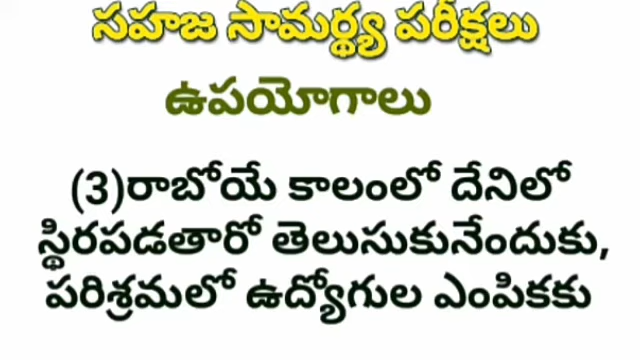 సహజ సామర్థ్య పరీక్షలు
ఉపయోగాలు
(3)రాబోయే కాలంలో దేనిలో
స్థిరపడతారో తెలుసుకునేందుకు,
పరిశ్రమలో ఉద్యోగుల ఎంపికకు